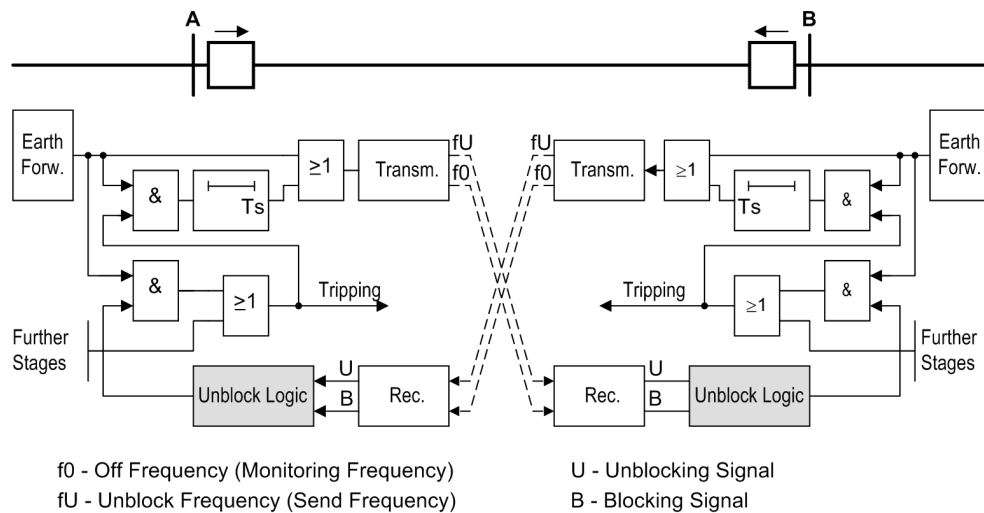 A
B
Earth
Forw.
≥1
Transm.
fU
f0
fU
f0
Transm.
≥1
Earth
Forw.
&
Ts
Ts
&
&
≥1
Tripping
Tripping
≥1
&
Further
Stages
Further
Stages
Unblock Logic
U
B
Rec.
Rec.
U
B
Unblock Logic
f0 - Off Frequency (Monitoring Frequency)
U - Unblocking Signal
fU - Unblock Frequency (Send Frequency)
B - Blocking Signal